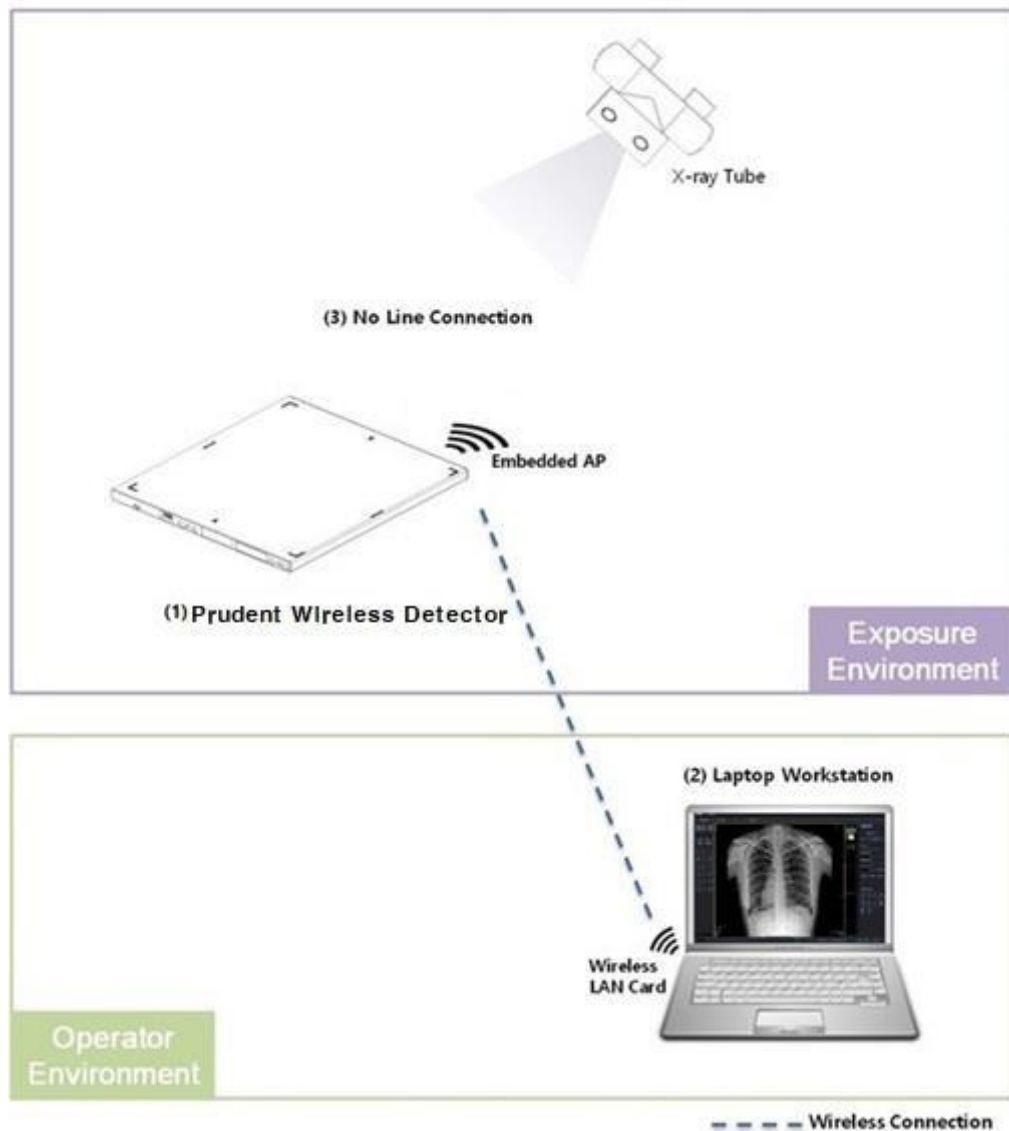 X-ray Tube
(3) No Line Connection
Embedded AP
(1) Prudent WIreless Detector
Exposure
Environment
(2) Laptop Workstation
Wireless
LAN Card
Operator
Environment
Wireless Connection